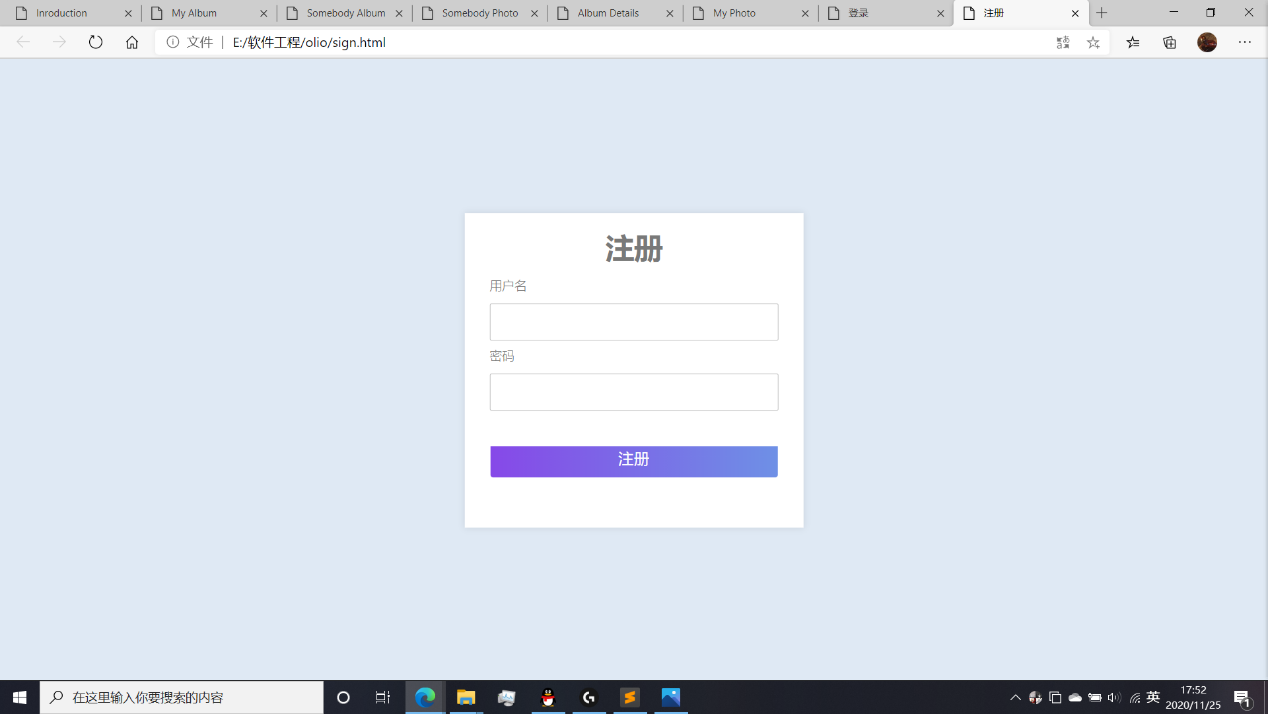 Inroduction
My Album
Somebody Album
Somebody Photo
Album Details
My Photo
登录
注册
文件 | E:/软件工程/olio/sign.html
注册
用户名
密码
注册
在这里输入你要搜索的内容
英
17:52
2020/11/25
1